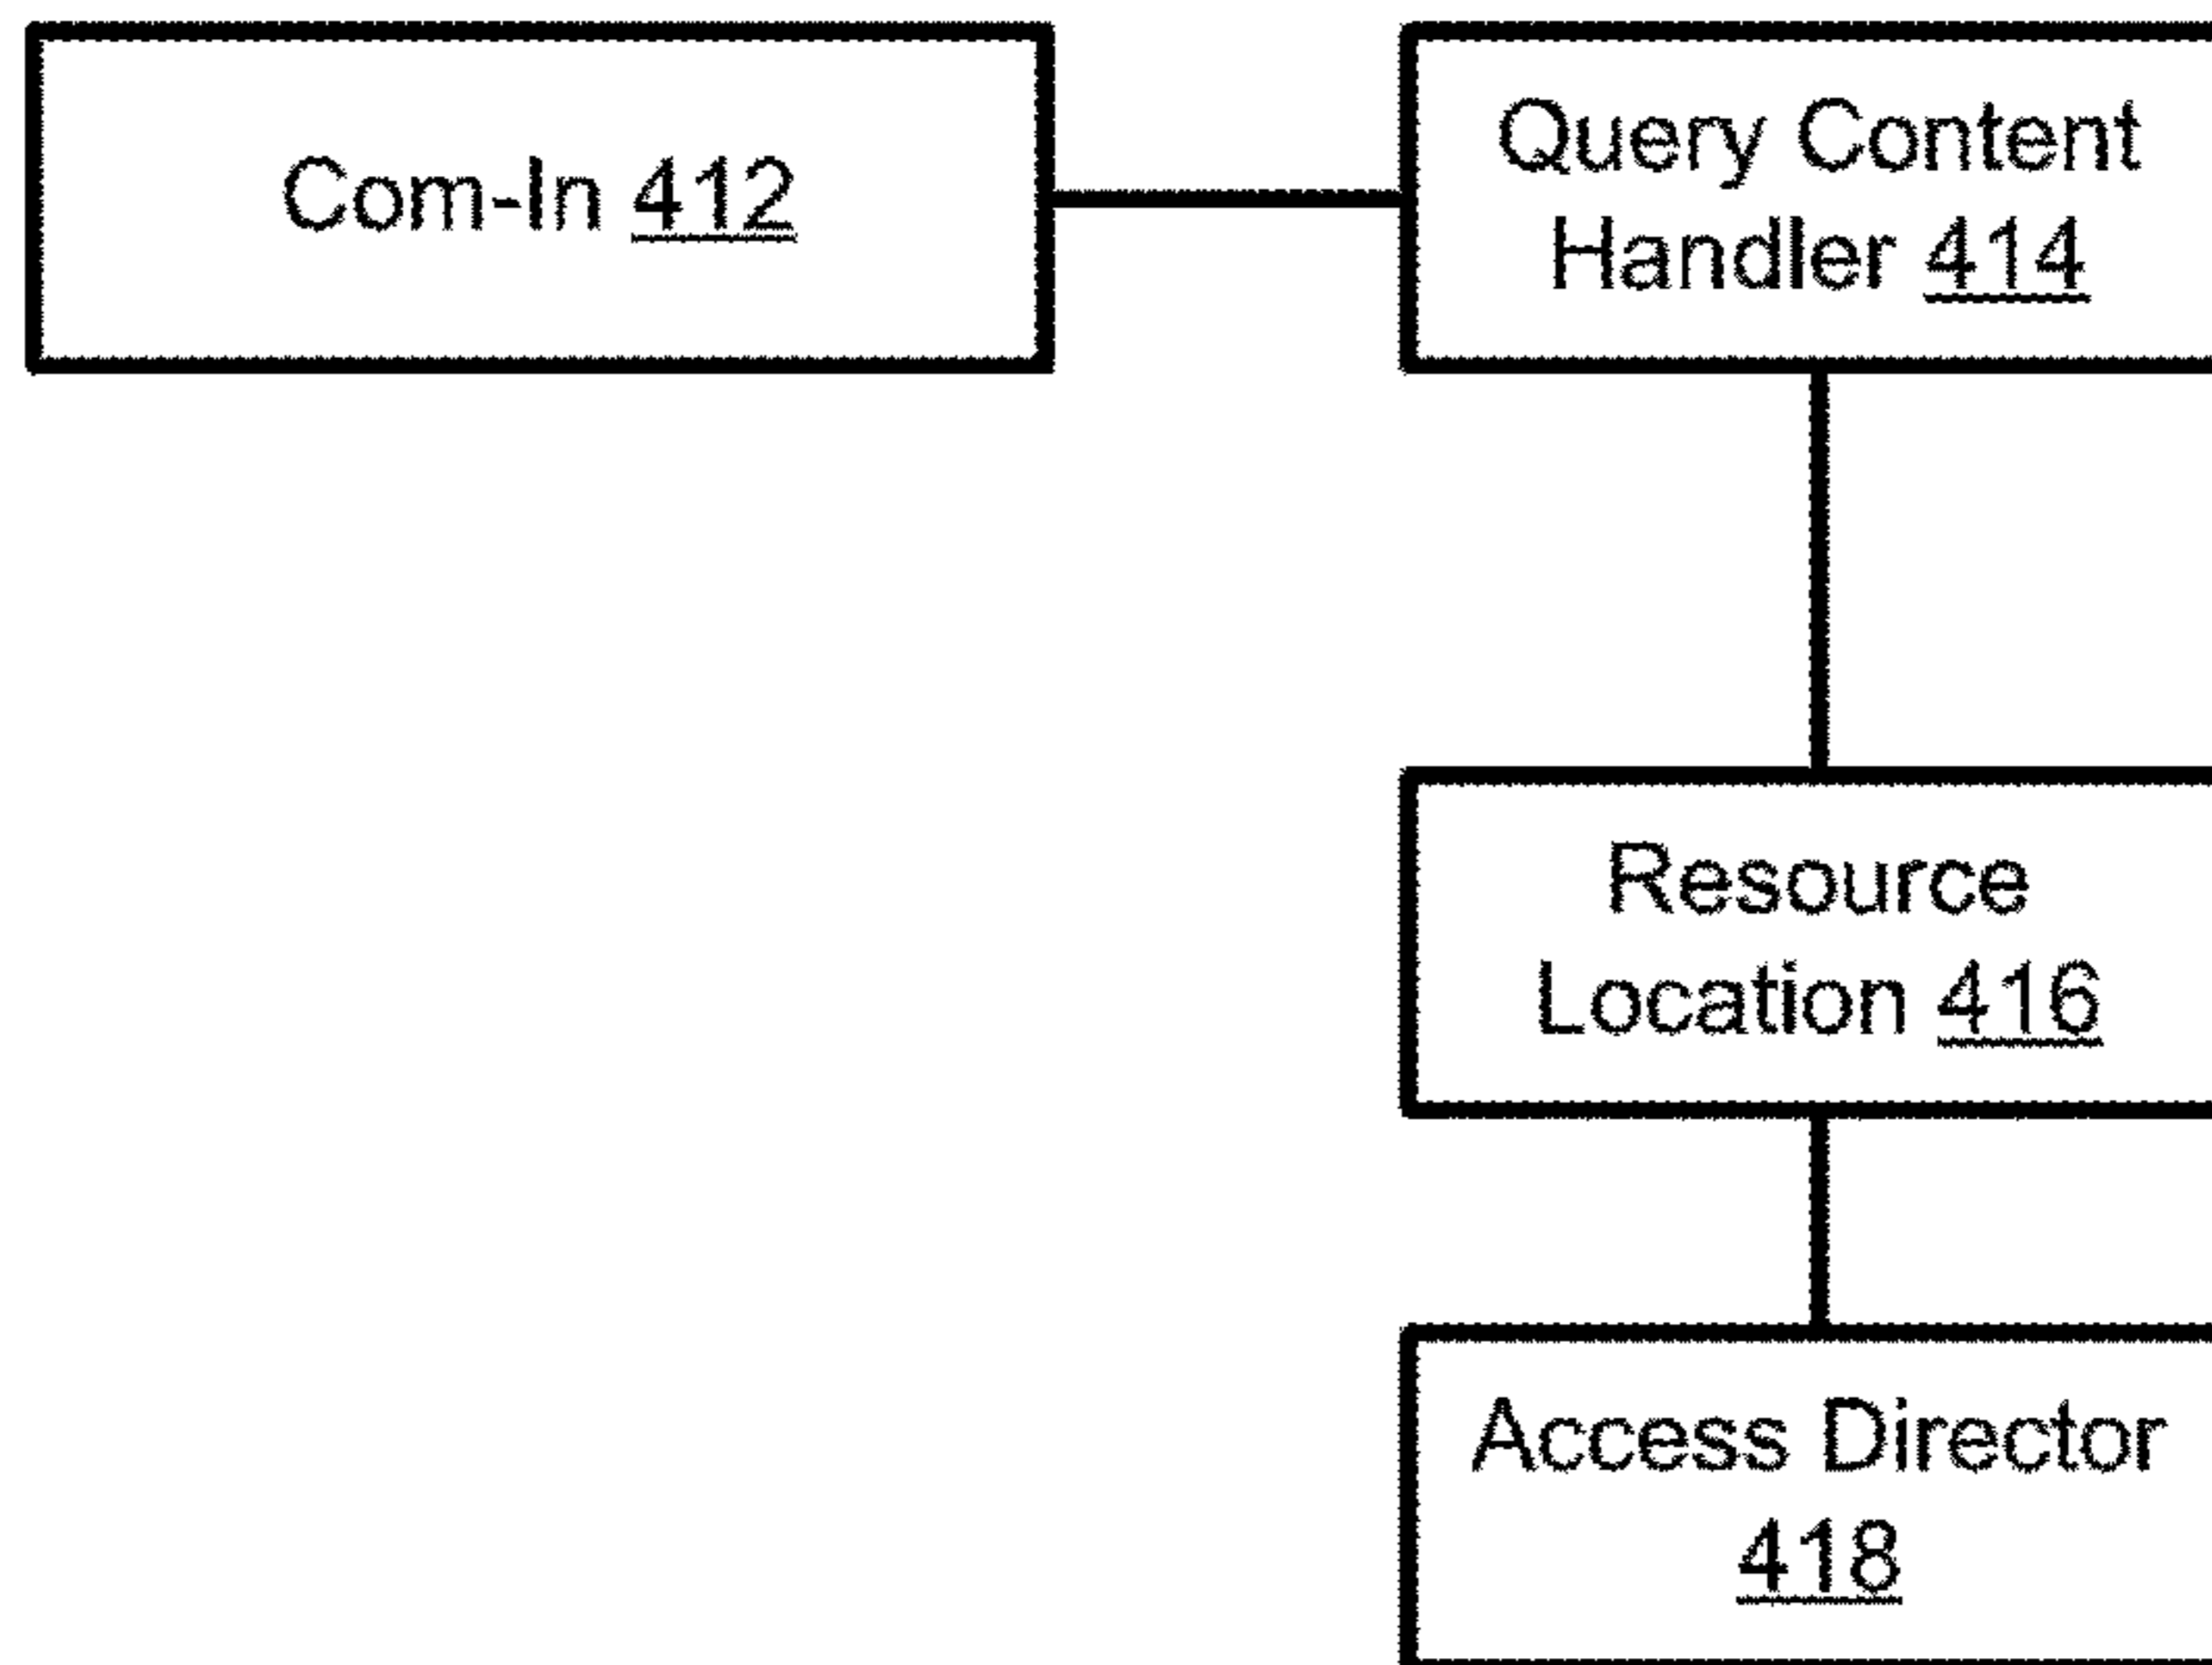 Com-In 412
Query Content
Handler 414
Resource
Location 416
Access Director
418